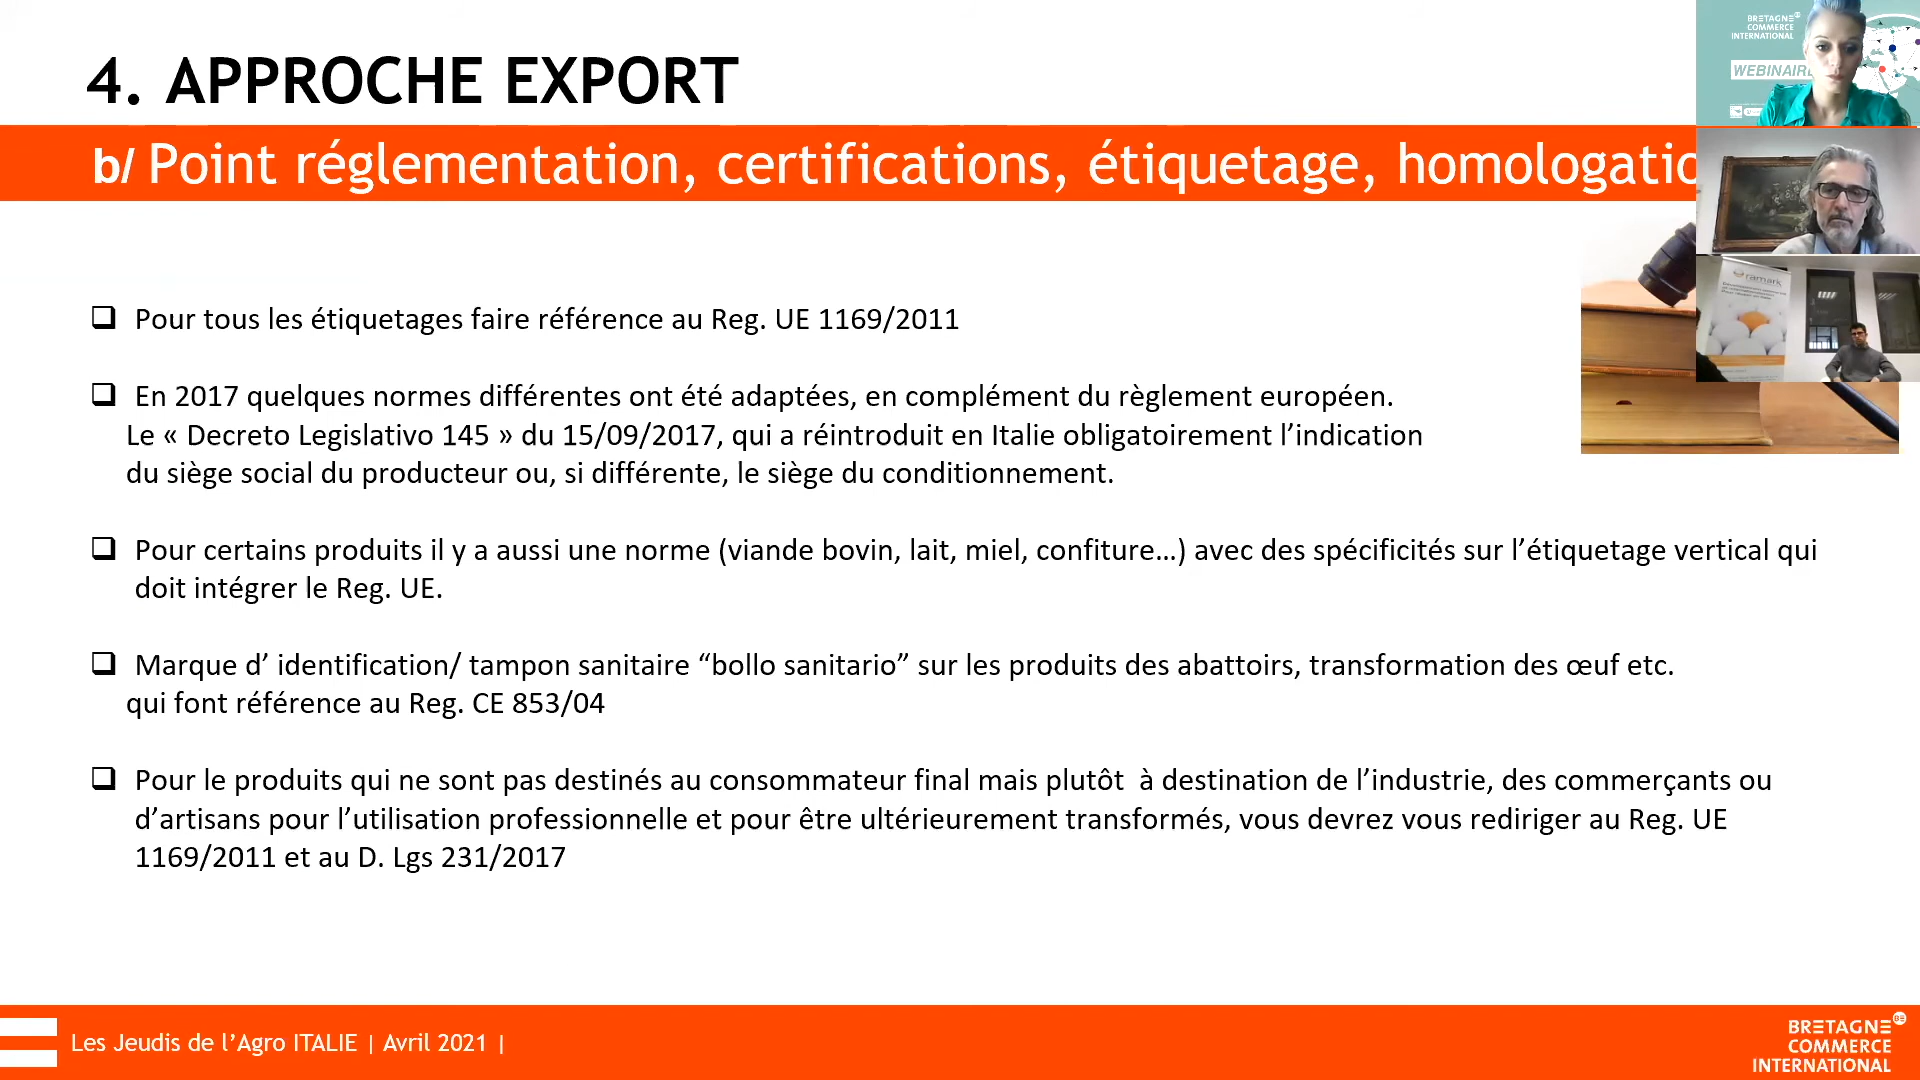 4. APPROCHE EXPORT
b/ Point réglementation, certifications, étiquetage, homologatio
BRETAGNE
COMMERCE
INTERNATIONAL
WEBINAIRE
ramark
❑ Pour tous les étiquetages faire référence au Reg. UE 1169/2011
❑ En 2017 quelques normes différentes ont été adaptées, en complément du règlement européen.
Le « Decreto Legislativo 145 » du 15/09/2017, qui a réintroduit en Italie obligatoirement l’indication
du siège social du producteur ou, si différente, le siège du conditionnement.
❑ Pour certains produits il y a aussi une norme (viande bovin, lait, miel, confiture…) avec des spécificités sur l’étiquetage vertical qui
doit intégrer le Reg. UE.
❑ Marque d’ identification/ tampon sanitaire “bollo sanitario” sur les produits des abattoirs, transformation des œuf etc.
qui font référence au Reg. CE 853/04
❑ Pour le produits qui ne sont pas destinés au consommateur final mais plutôt  à destination de l’industrie, des commerçants ou
d’artisans pour l’utilisation professionnelle et pour être ultérieurement transformés, vous devrez vous rediriger au Reg. UE
1169/2011 et au D. Lgs 231/2017
Les Jeudis de l’Agro ITALIE | Avril 2021 |
BRETAGNE
COMMERCE
INTERNATIONAL